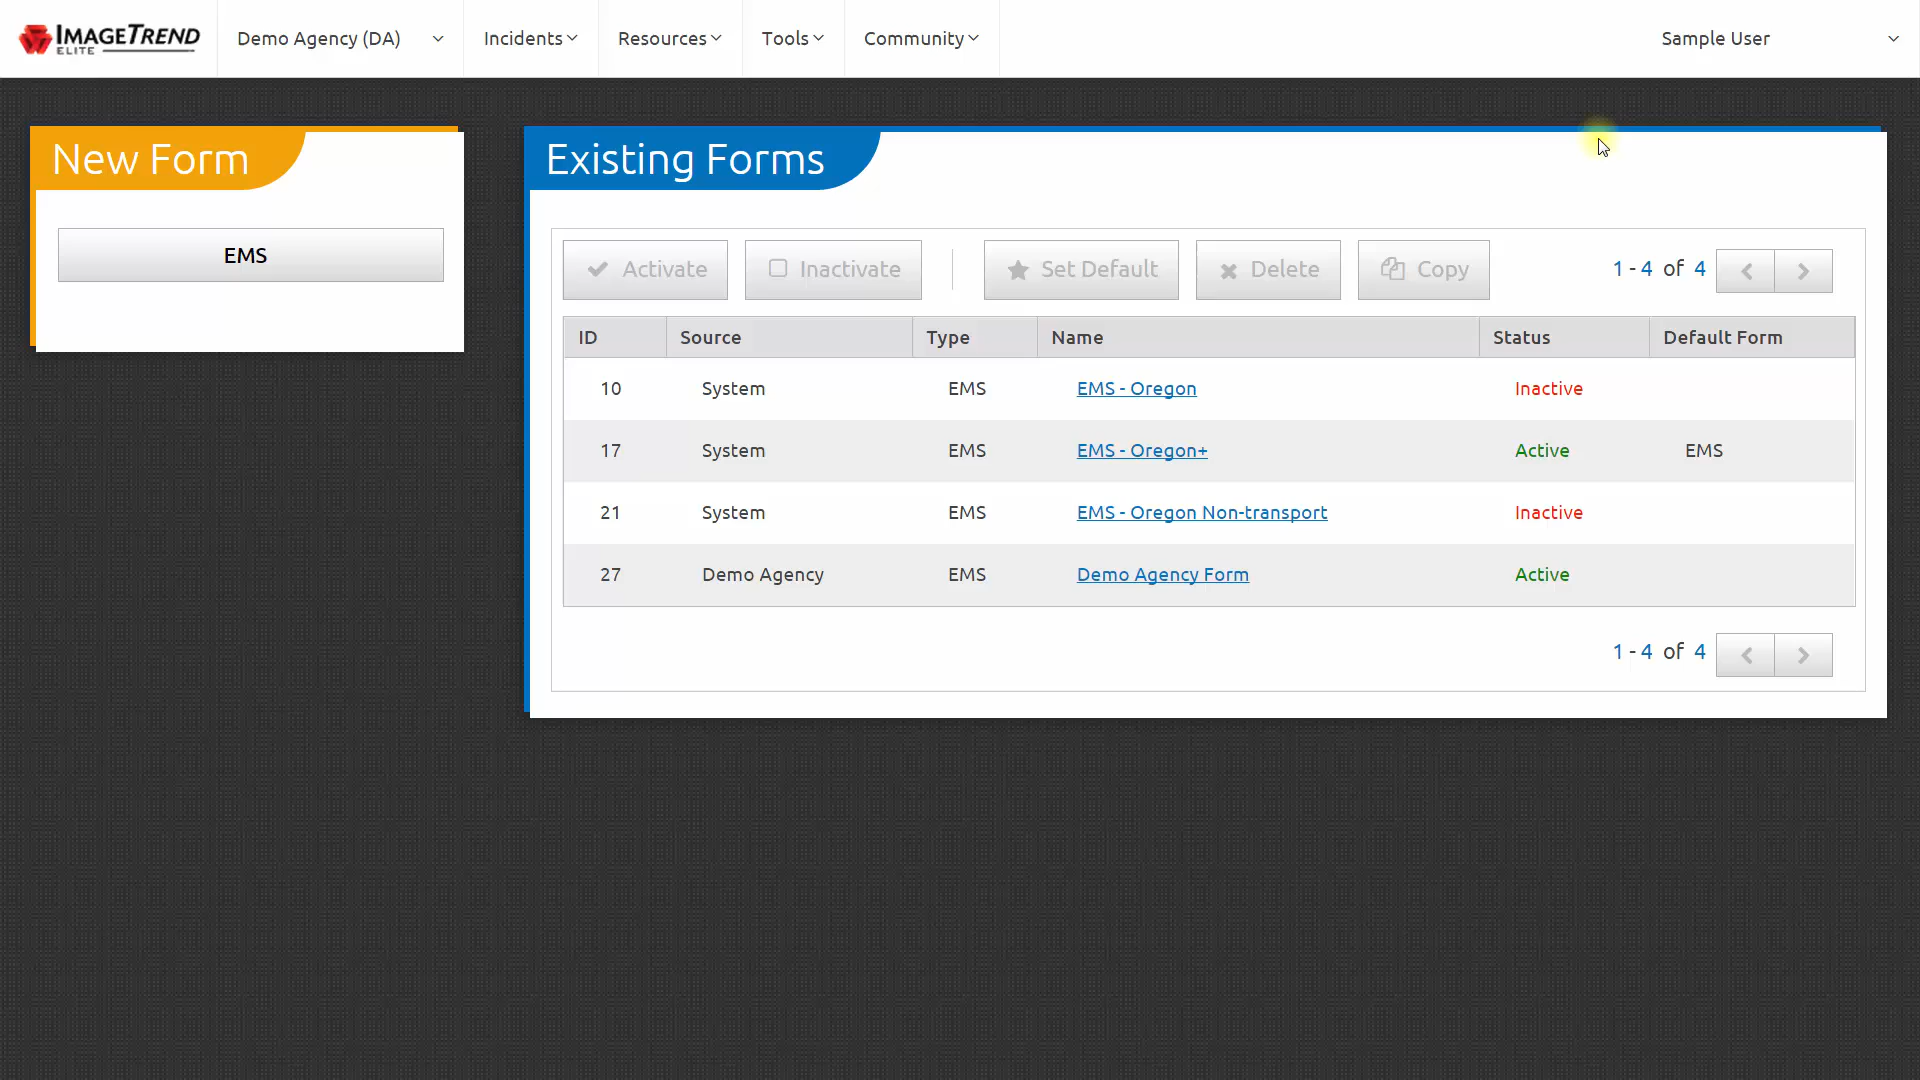 IMAGETREND
ELITE
Demo Agency (DA)
Incidents
Resources
Tools
Community
Sample User
New Form
EMS
Existing Forms
Activate
Inactivate
Set Default
Delete
Copy
1 - 4 of 4
ID Source Type Name Status Default Form
10 System EMS EMS - Oregon Inactive
17 System EMS EMS - Oregon+ Active EMS
21 System EMS EMS - Oregon Non-transport Inactive
27 Demo Agency EMS Demo Agency Form Active
1 - 4 of 4